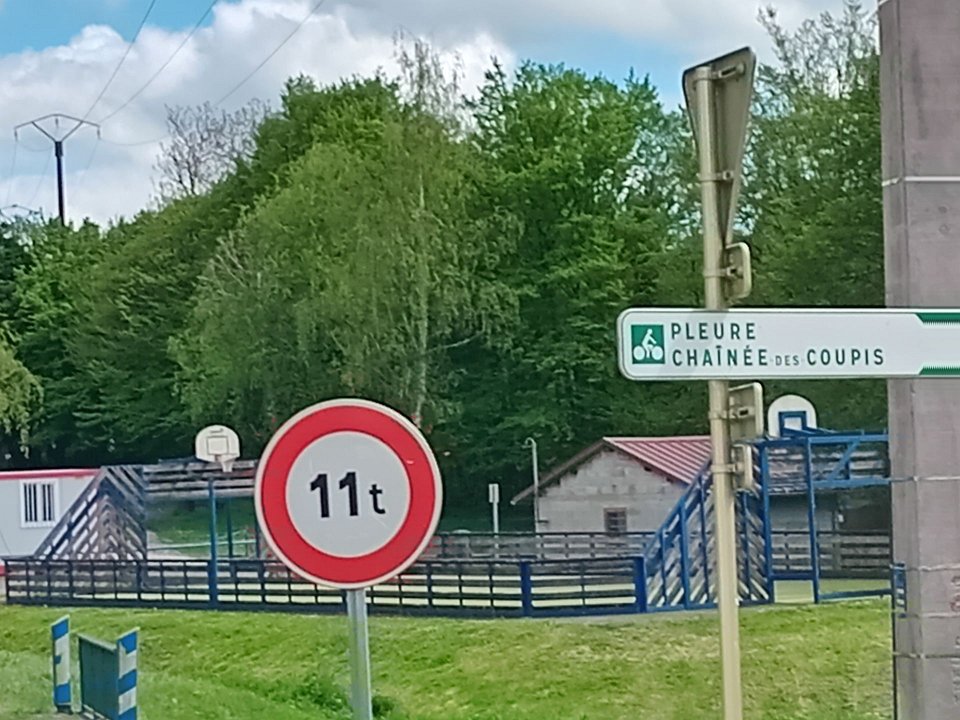 PLEURE
CHAÎNÉE DES COUPIS
11t